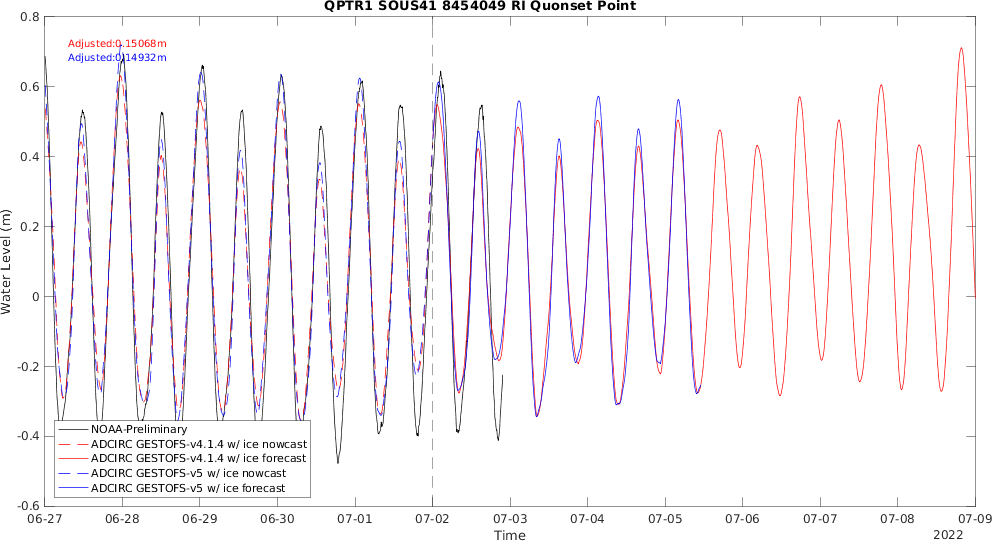 QPTR1 SOUS41 8454049 RI Quonset Point
Adjusted:0.15068m
Adjusted:0.14932m
Water Level (m)
0.8
0.6
0.4
0.2
0
-0.2
-0.4
-0.6
NOAA-Preliminary
ADCIRC GESTOFS-v4.1.4 w/ ice nowcast
ADCIRC GESTOFS-v4.1.4 w/ ice forecast
ADCIRC GESTOFS-v5 w/ ice nowcast
ADCIRC GESTOFS-v5 w/ ice forecast
06-27 06-28 06-29 06-30 07-01 07-02 07-03 07-04 07-05 07-06 07-07 07-08 07-09
Time
2022